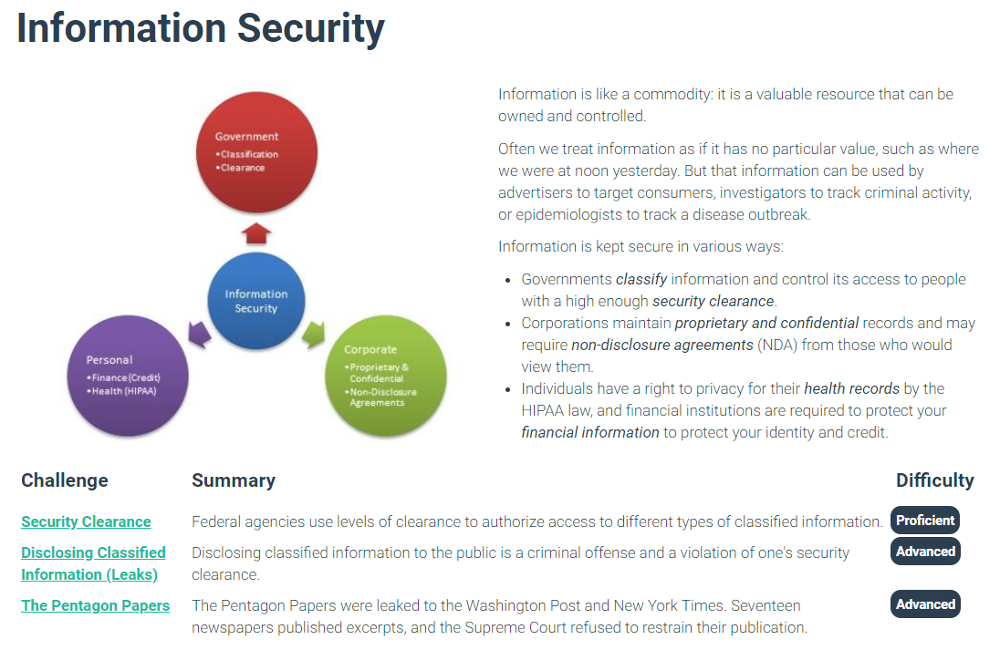 Information Security
Government
•Classification
•Clearance
Information
Security
Personal
•Finance (Credit)
•Health (HIPAA)
Corporate
•Proprietary &
Confidential
•Non-Disclosure
Agreements
Information is like a commodity: it is a valuable resource that can be
owned and controlled.
Often we treat information as if it has no particular value, such as where
we were at noon yesterday. But that information can be used by
advertisers to target consumers, investigators to track criminal activity,
or epidemiologists to track a disease outbreak.
Information is kept secure in various ways:
• Governments classify information and control its access to people
with a high enough security clearance.
• Corporations maintain proprietary and confidential records and may
require non-disclosure agreements (NDA) from those who would
view them.
• Individuals have a right to privacy for their health records by the
HIPAA law, and financial institutions are required to protect your
financial information to protect your identity and credit.
Challenge Summary Difficulty
Security Clearance Federal agencies use levels of clearance to authorize access to different types of classified information. Proficient
Disclosing Classified Disclosing classified information to the public is a criminal offense and a violation of one's security Advanced
Information (Leaks) clearance.
The Pentagon Papers The Pentagon Papers were leaked to the Washington Post and New York Times. Seventeen Advanced
newspapers published excerpts, and the Supreme Court refused to restrain their publication.